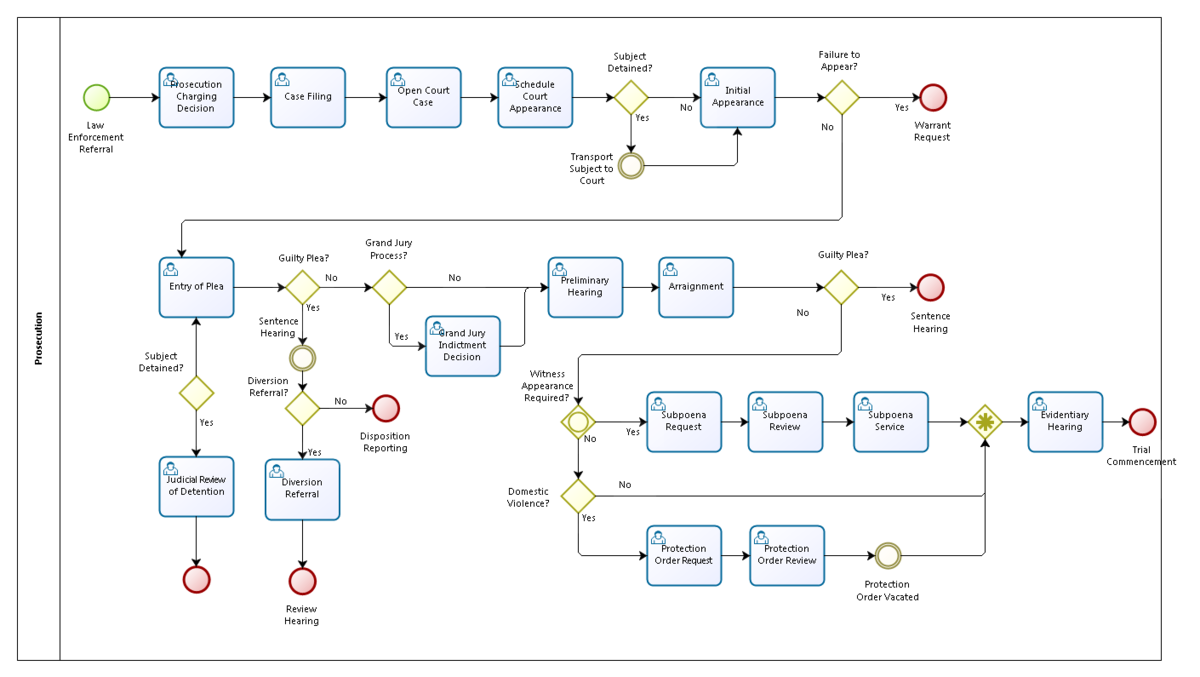 Prosecution
Law
Enforcement
Referral
Prosecution
Charging
Decision
Case Filing
Open Court
Case
Schedule
Court
Appearance
Subject
Detained?
No
Yes
Transport
Subject to
Court
Initial
Appearance
Failure to
Appear?
Yes
No
Warrant
Request
Entry of Plea
Guilty Plea?
No
Yes
Grand Jury
Process?
No
Yes
Grand Jury
Indictment
Decision
Preliminary
Hearing
Arraignment
Guilty Plea?
Yes
No
Sentence
Hearing
Subject
Detained?
Yes
Judicial Review
of Detention
Sentence
Hearing
Diversion
Referral?
No
Yes
Disposition
Reporting
Diversion
Referral
Review
Hearing
Witness
Appearance
Required?
Yes
No
Subpoena
Request
Subpoena
Review
Subpoena
Service
Evidentiary
Hearing
Trial
Commencement
Domestic
Violence?
No
Yes
Protection
Order Request
Protection
Order Review
Protection
Order Vacated